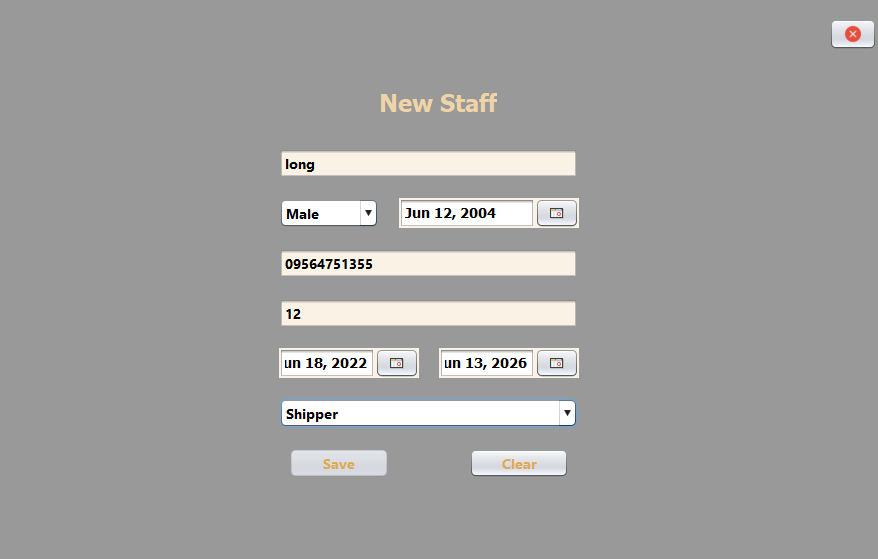 New Staff
long
Male
Jun 12, 2004
09564751355
12
un 18, 2022
un 13, 2026
Shipper
Save
Clear